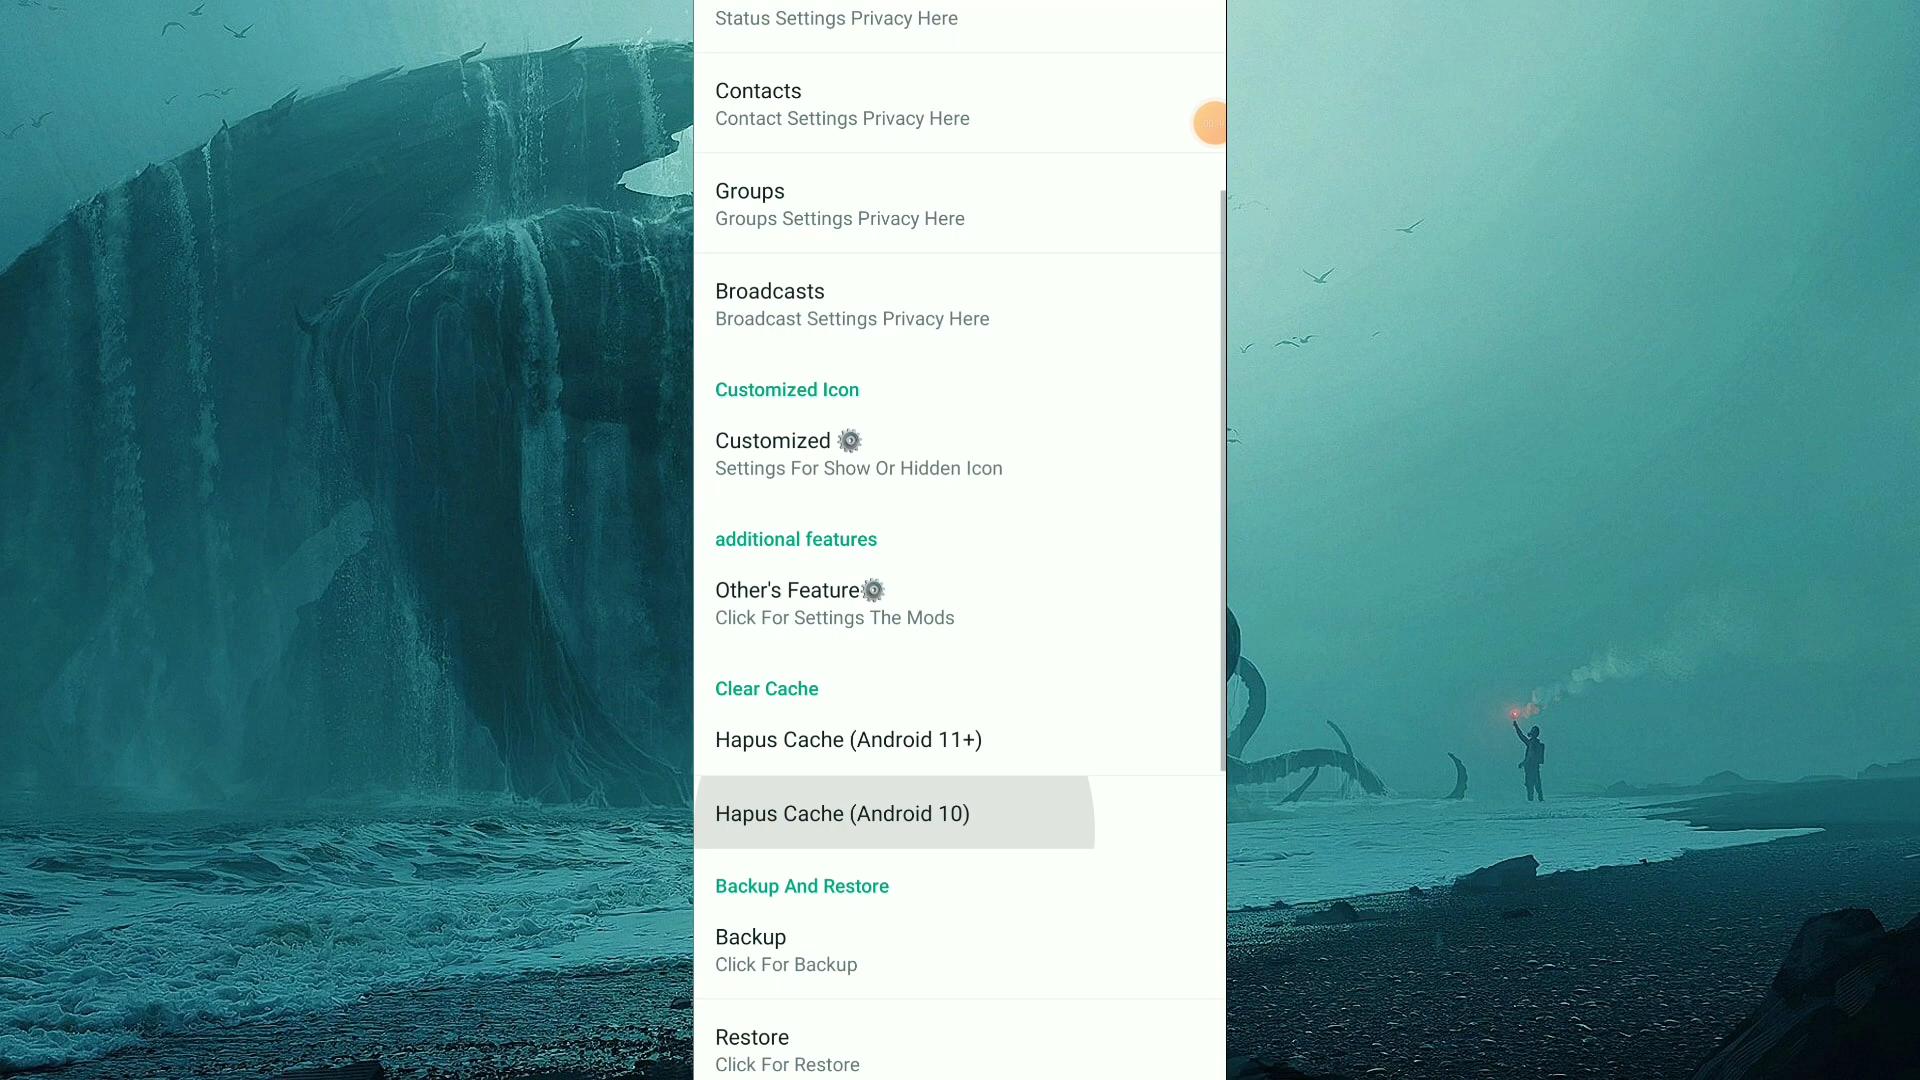 Status Settings Privacy Here
Contacts
Contact Settings Privacy Here
Groups
Groups Settings Privacy Here
Broadcasts
Broadcast Settings Privacy Here
Customized Icon
Customized
Settings For Show Or Hidden Icon
additional features
Other's Feature
Click For Settings The Mods
Clear Cache
Hapus Cache (Android 11+)
Hapus Cache (Android 10)
Backup And Restore
Backup
Click For Backup
Restore
Click For Restore